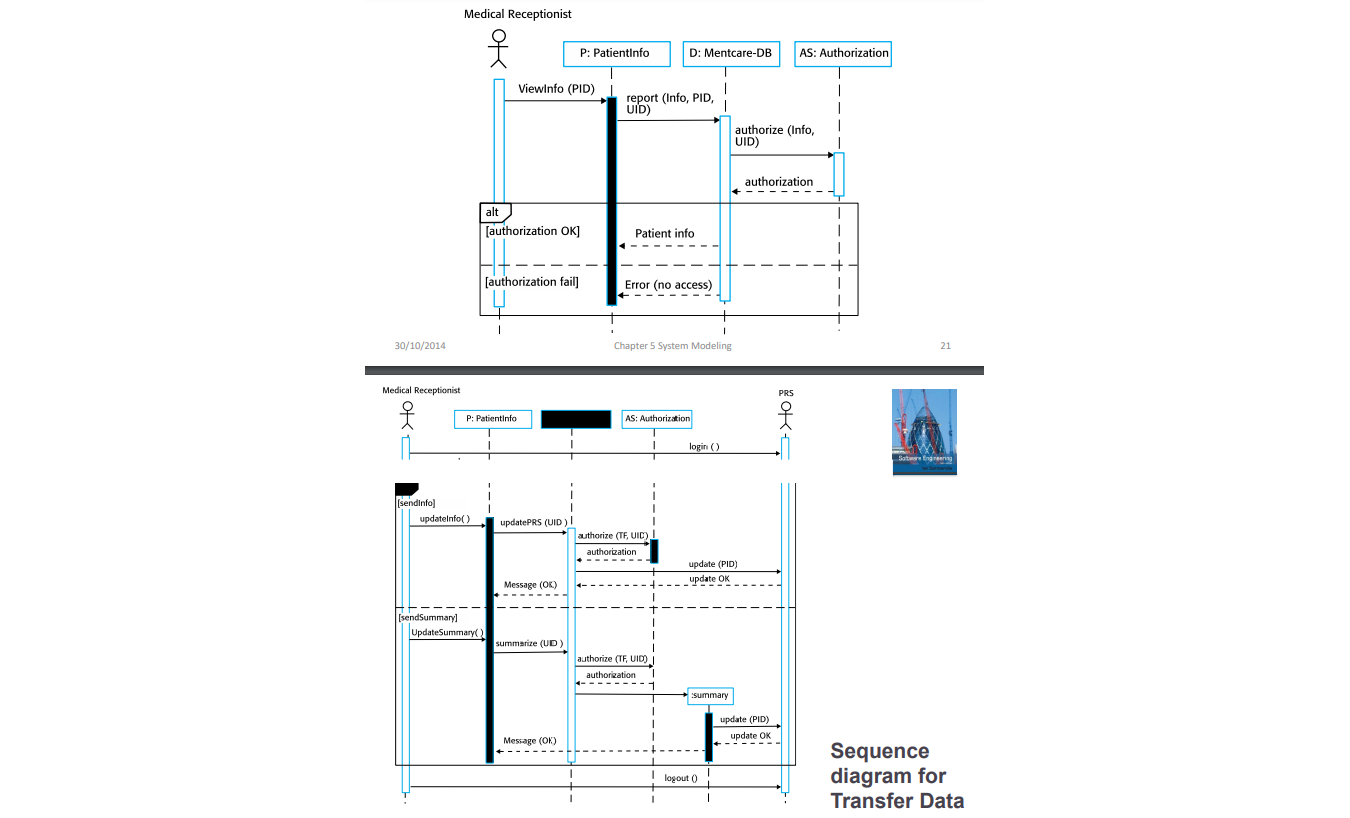 Medical Receptionist
P: PatientInfo
D: Mentcare-DB
AS: Authorization
ViewInfo (PID)
report (Info, PID,
UID)
authorize (Info,
UID)
authorization
alt
[authorization OK]
Patient info
[authorization fail]
Error (no access)
30/10/2014
Chapter 5 System Modeling
21
Medical Receptionist
PRS
P: PatientInfo
AS: Authorization
login ( )
Software Engineering
[sendInfo]
updateInfo( )
updatePRS (UID )
authorize (TF, UID)
authorization
update (PID)
update OK
Message (OK)
[sendSummary]
UpdateSummary( )
summarize (UID )
authorize (TF, UID)
authorization
:summary
update (PID)
update OK
Message (OK)
logout ()
Sequence
diagram for
Transfer Data